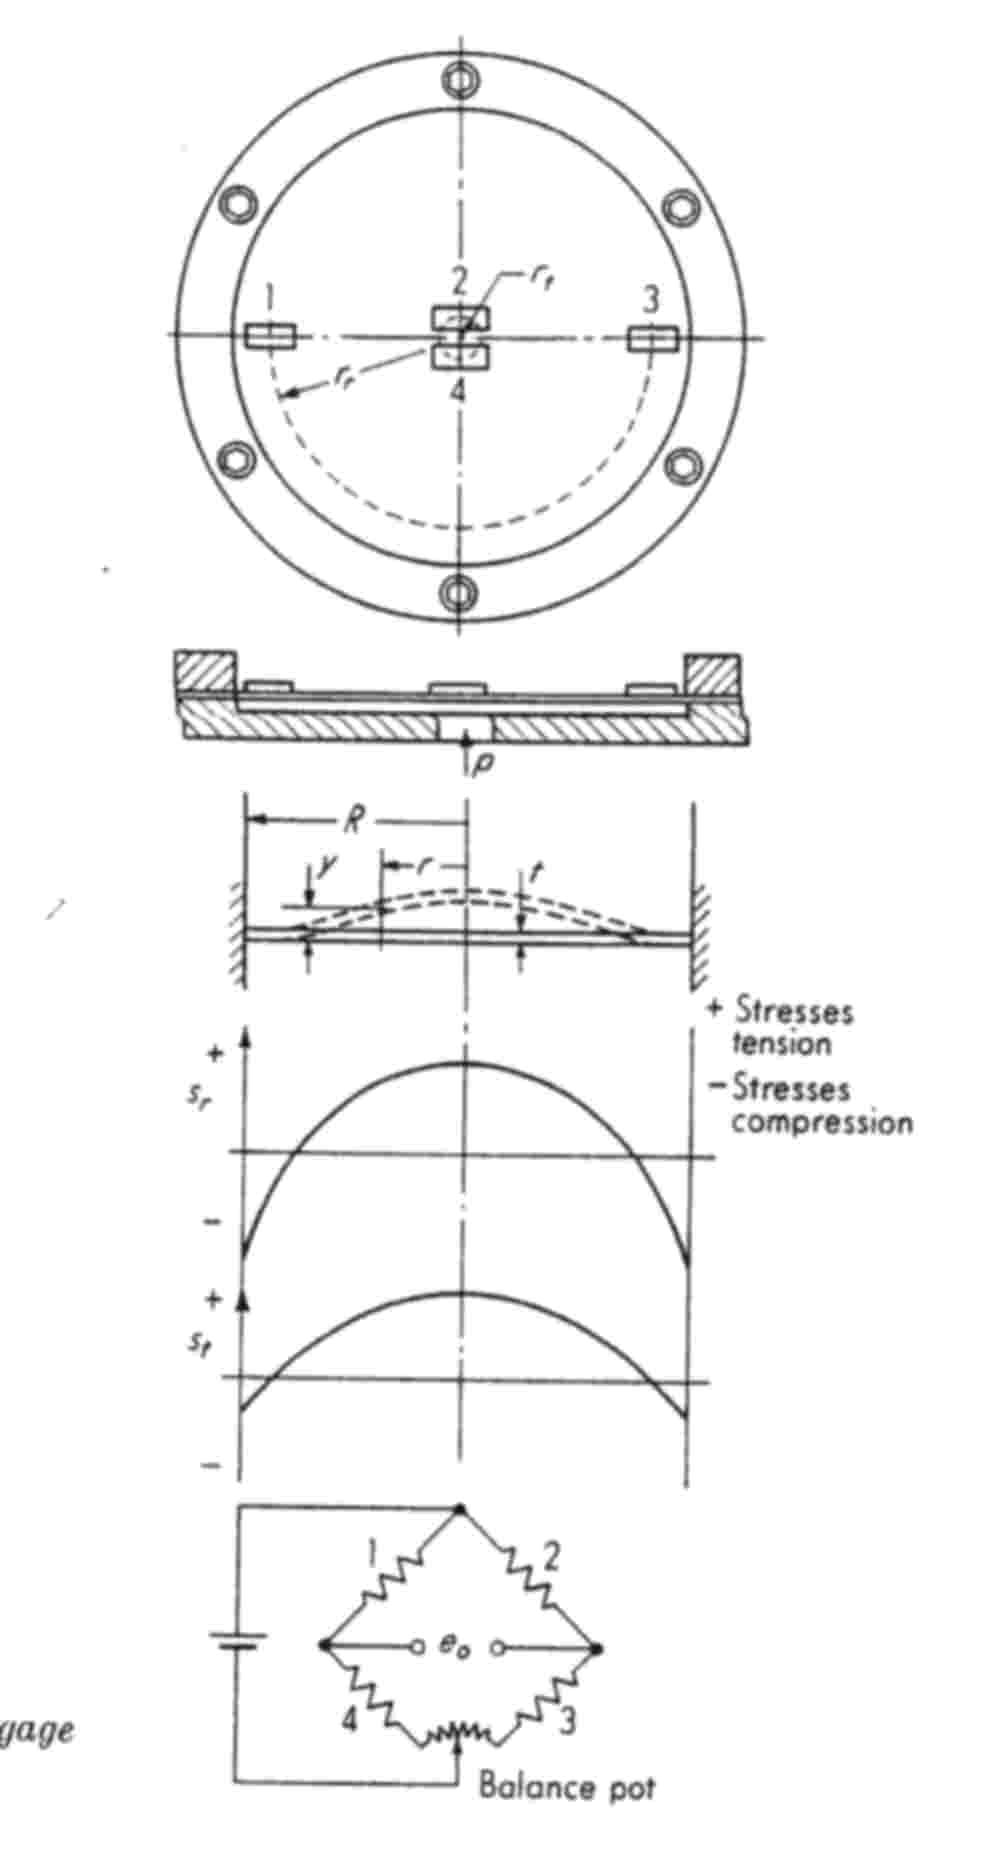 2
r_t
1
3
r_r
4
p
R
y
r
t
+ Stresses
tension
- Stresses
compression
+
s_r
-
+
s_t
-
1
2
e_o
4
3
gage
Balance pot